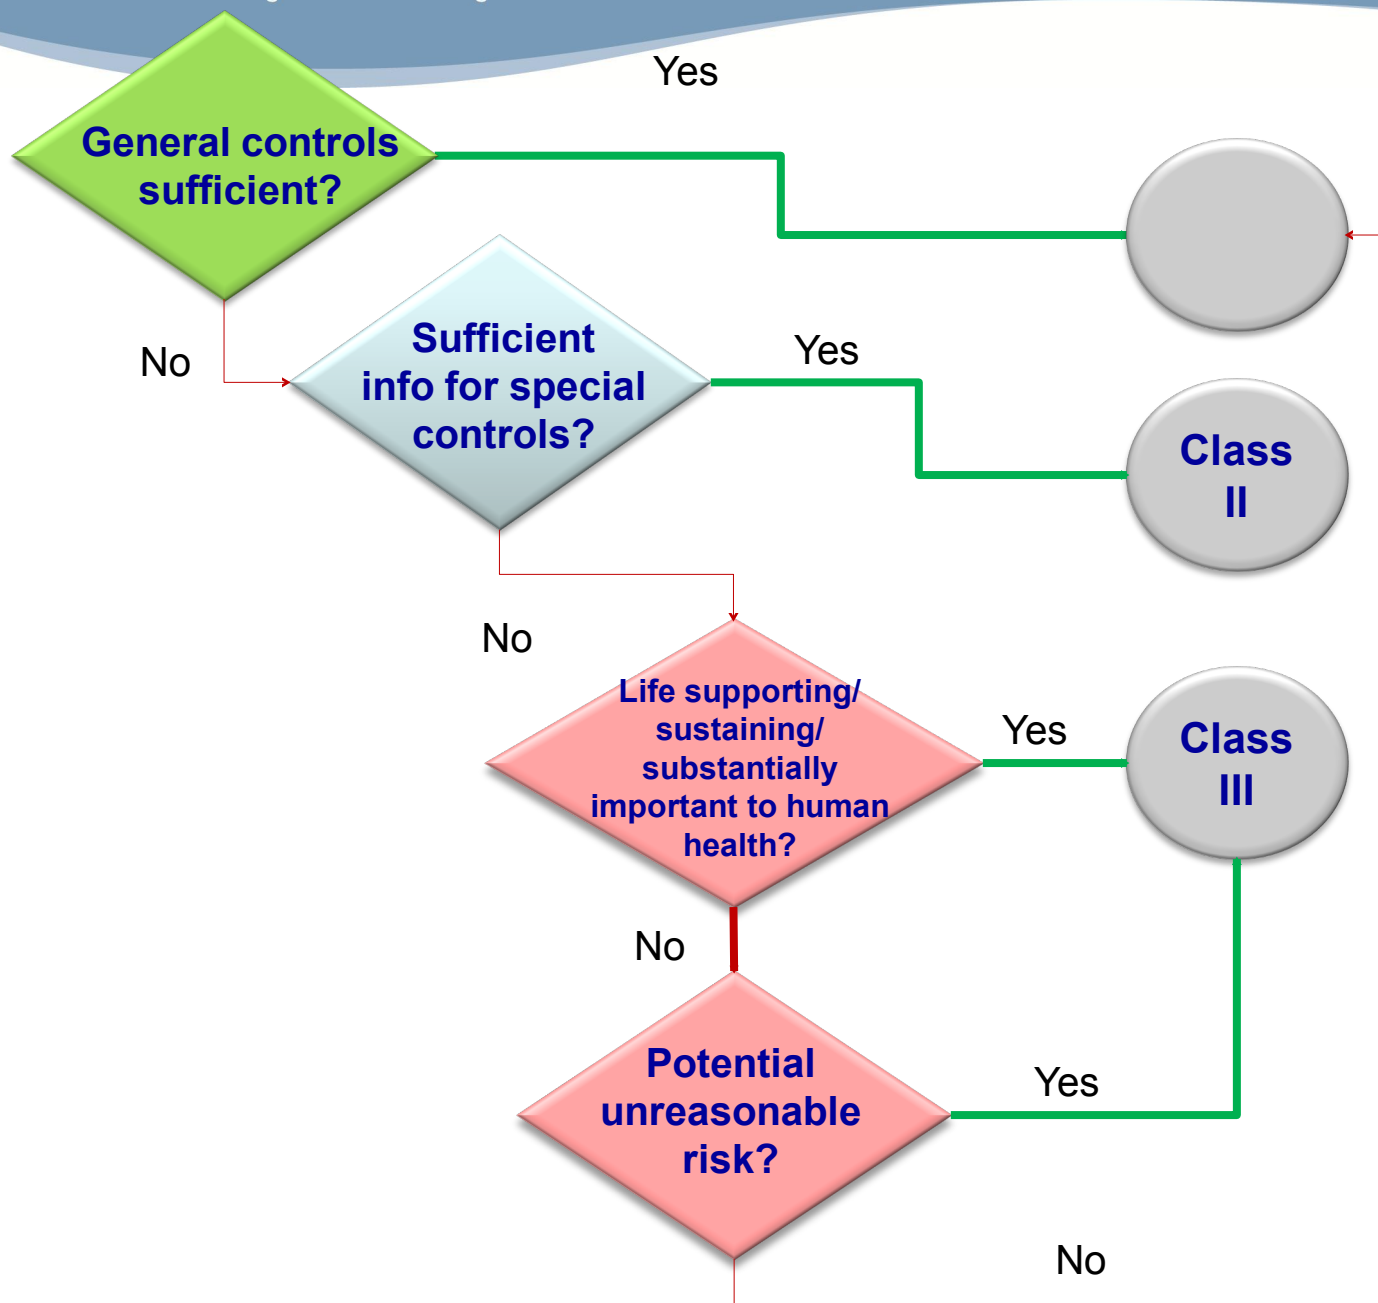 Yes
General controls
sufficient?
No
Sufficient
info for special
controls?
Yes
Class
II
No
Life supporting/
sustaining/
substantially
important to human
health?
Yes
Class
III
No
Potential
unreasonable
risk?
Yes
No